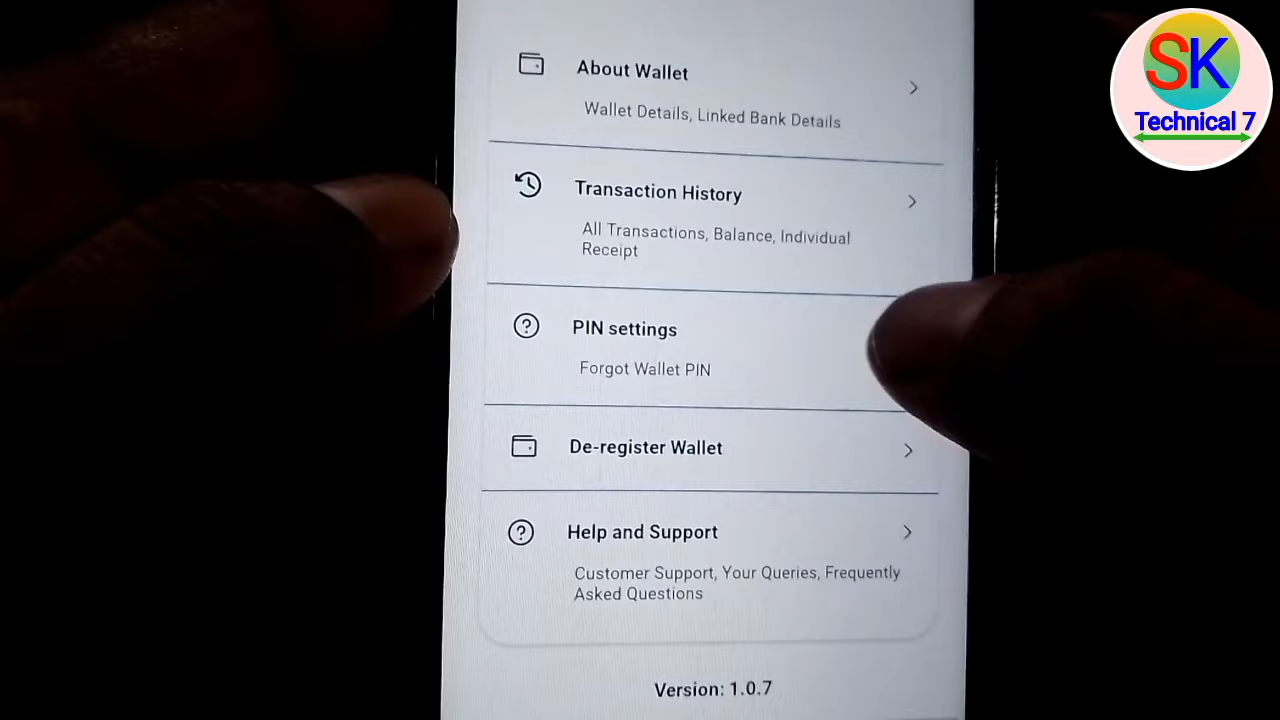 About Wallet
Wallet Details, Linked Bank Details
Transaction History
All Transactions, Balance, Individual
Receipt
PIN settings
Forgot Wallet PIN
De-register Wallet
Help and Support
Customer Support, Your Queries, Frequently
Asked Questions
Version: 1.0.7
SK
Technical 7